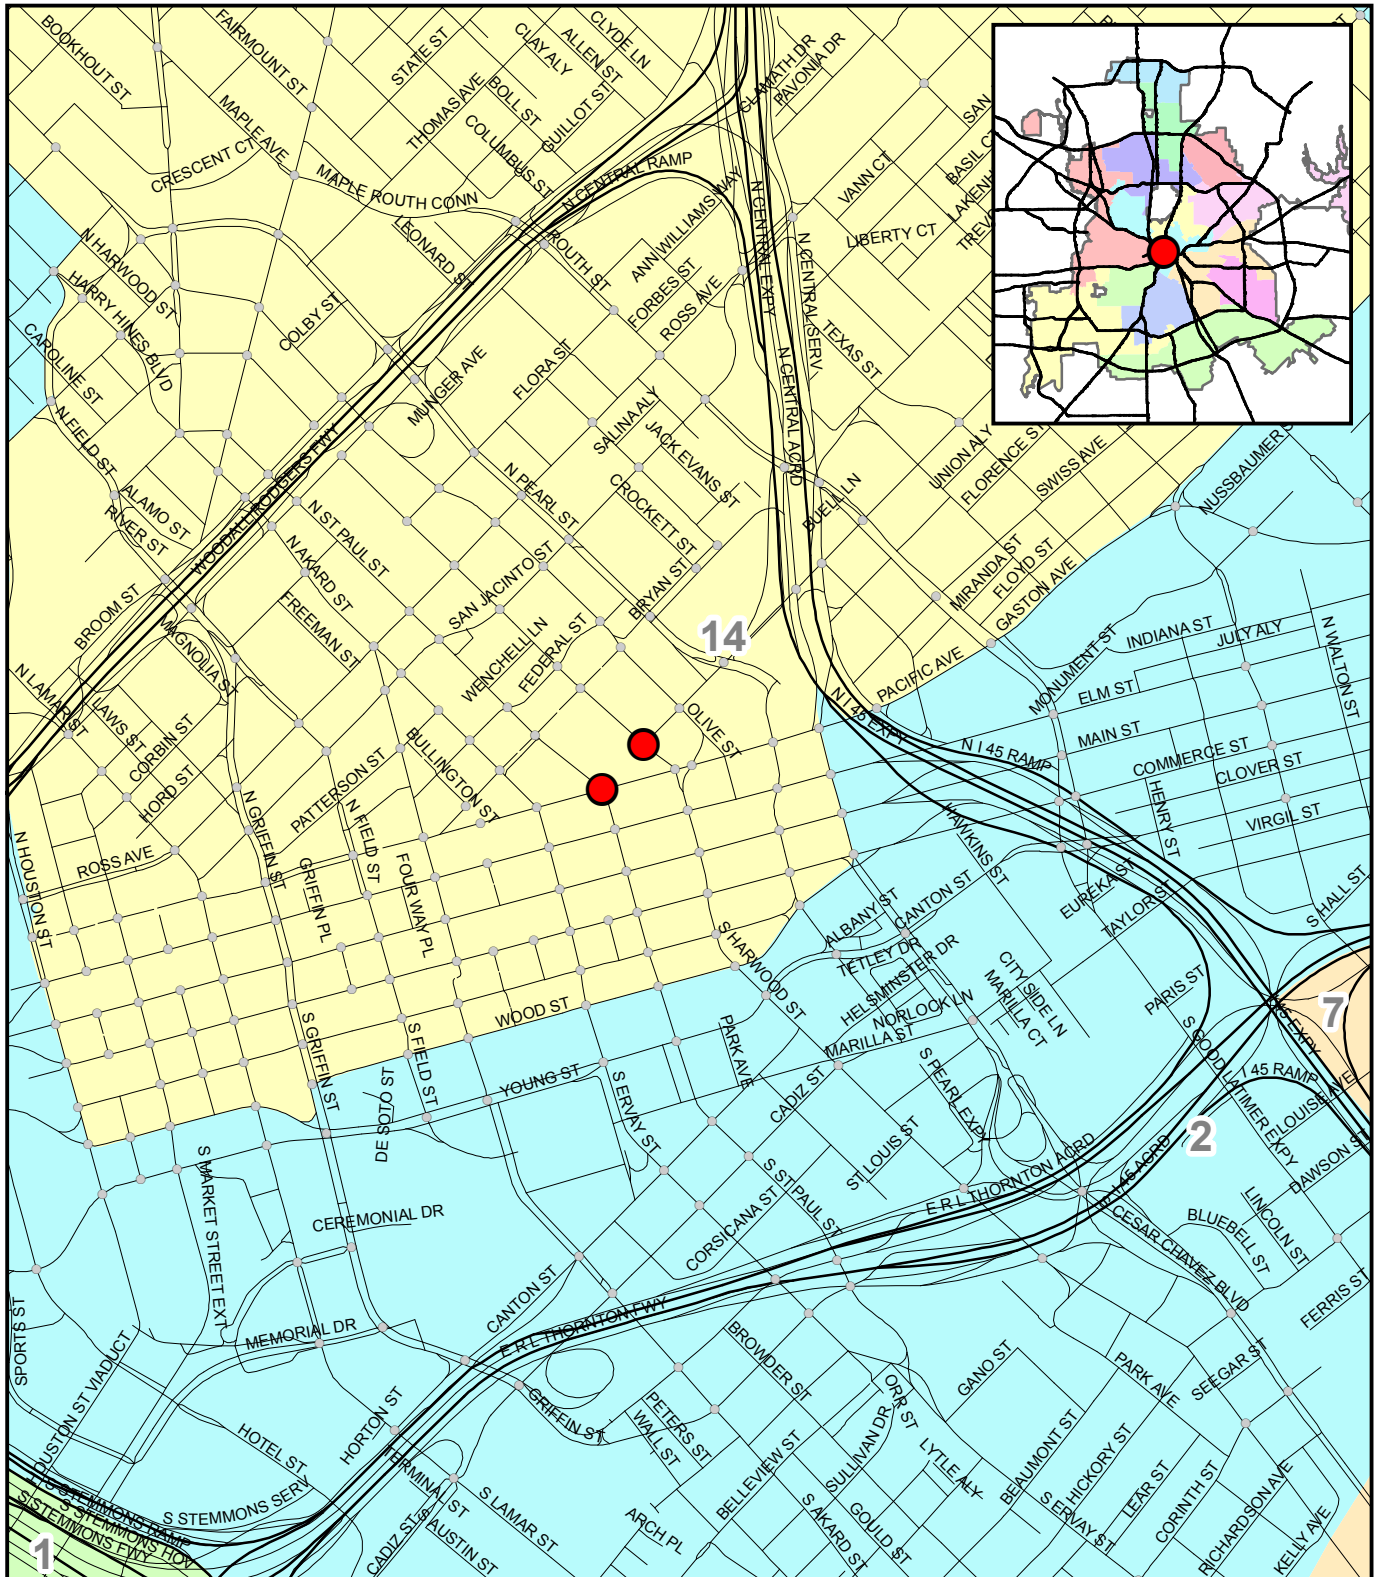 BOOKHOUT ST
FAIRMOUNT ST
STATE ST
CLAY ALY
ALLEN ST
CLYDE LN
THOMAS AVE
BOLL ST
GUILLOT ST
COLUMBUS ST
PAVONIA DR
SAN
MAPLE AVE
CRESCENT CT
MAPLE ROUTH CONN
N CENTRAL RAMP
VANN CT
LIBERTY CT
LEONARD ST
ROUTH ST
ANN WILLIAMS WAY
FORBES ST
ROSS AVE
N CENTRAL EXPY
N CENTRAL SERV
N HARWOOD ST
HARRY HINES BLVD
CAROLINE ST
COLBY ST
MUNGER AVE
FLORA ST
TEXAS ST
N CENTRAL ACRD
SALINA ALY
JACK EVANS ST
CROCKETT ST
N FIELD ST
ALAMO ST
RIVER ST
WOODALL RODGERS FWY
N PEARL ST
BUELL LN
UNION ALY
FLORENCE ST
SWISS AVE
N ST PAUL ST
N AKARD ST
FREEMAN ST
SAN JACINTO ST
BRYAN ST
MIRANDA ST
FLOYD ST
GASTON AVE
BROOM ST
MAGNOLIA ST
WENCHELL LN
FEDERAL ST
14
MONUMENT ST
INDIANA ST
JULY ALY
N WALTON ST
N LAMAR ST
LAWS ST
CORBIN ST
HORD ST
PACIFIC AVE
N I 45 EXPY
ELM ST
MAIN ST
COMMERCE ST
CLOVER ST
N I 45 RAMP
OLIVE ST
BULLINGTON ST
PATTERSON ST
N GRIFFIN ST
N FIELD ST
HENRY ST
VIRGIL ST
HAWKINS ST
N HOUSTON ST
ROSS AVE
GRIFFIN PL
FOUR WAY PL
EUREKA ST
TAYLOR ST
S HALL ST
CANTON ST
ALBANY ST
TETLEY DR
HELSMINSTER DR
NORLOCK LN
MARILLA ST
CITY SIDE LN
MARILLA CT
PARIS ST
S HARWOOD ST
WOOD ST
7
S GRIFFIN ST
S FIELD ST
PARK AVE
S GOOD LATIMER EXPY
I 45 RAMP
LOUISE AVE
YOUNG ST
DE SOTO ST
S SERVAY ST
CADIZ ST
S PEARL EXPY
2
DAWSON ST
S MARKET STREET EXT
ST LOUIS ST
S ST PAUL ST
E R L THORNTON ACRD
I 45 ACRD
CEREMONIAL DR
CORSICANA ST
CESAR CHAVEZ BLVD
BLUEBELL ST
LINCOLN ST
FERRIS ST
CANTON ST
E R L THORNTON FWY
MEMORIAL DR
SPORTS ST
BROWDER ST
GANO ST
PARK AVE
SEEGAR ST
ORR ST
HORTON ST
GRIFFIN ST
PETERS ST
WALL ST
BELLEVIEW ST
SULLIVAN DR
LYTLE ALY
BEAUMONT ST
HICKORY ST
HOTEL ST
TERMINAL ST
S STEMMONS SERV
S LAMAR ST
S AUSTIN ST
CADIZ ST
ARCH PL
S AKARD ST
GOULD ST
S ERVAY ST
LEAR ST
CORINTH ST
RICHARDSON AVE
KELLY AVE
S STEMMONS HOV
S STEMMONS FWY
1